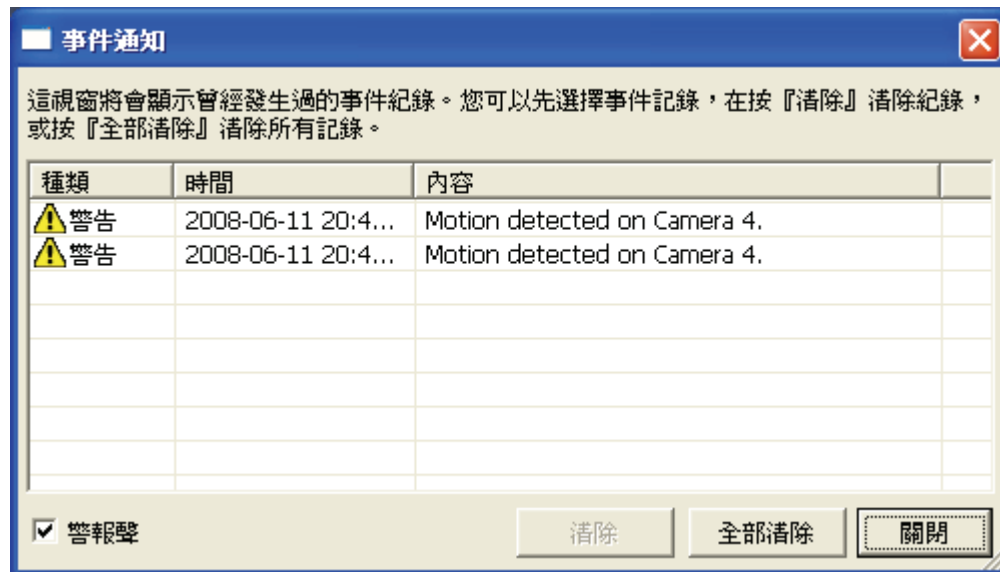 事件通知
這視窗將會顯示曾經發生過的事件紀錄。您可以先選擇事件記錄，在按『清除』清除紀錄，
或按『全部清除』清除所有記錄。
種類 時間 內容
警告 2008-06-11 20:4... Motion detected on Camera 4.
警告 2008-06-11 20:4... Motion detected on Camera 4.
警報聲 清除 全部清除 關閉